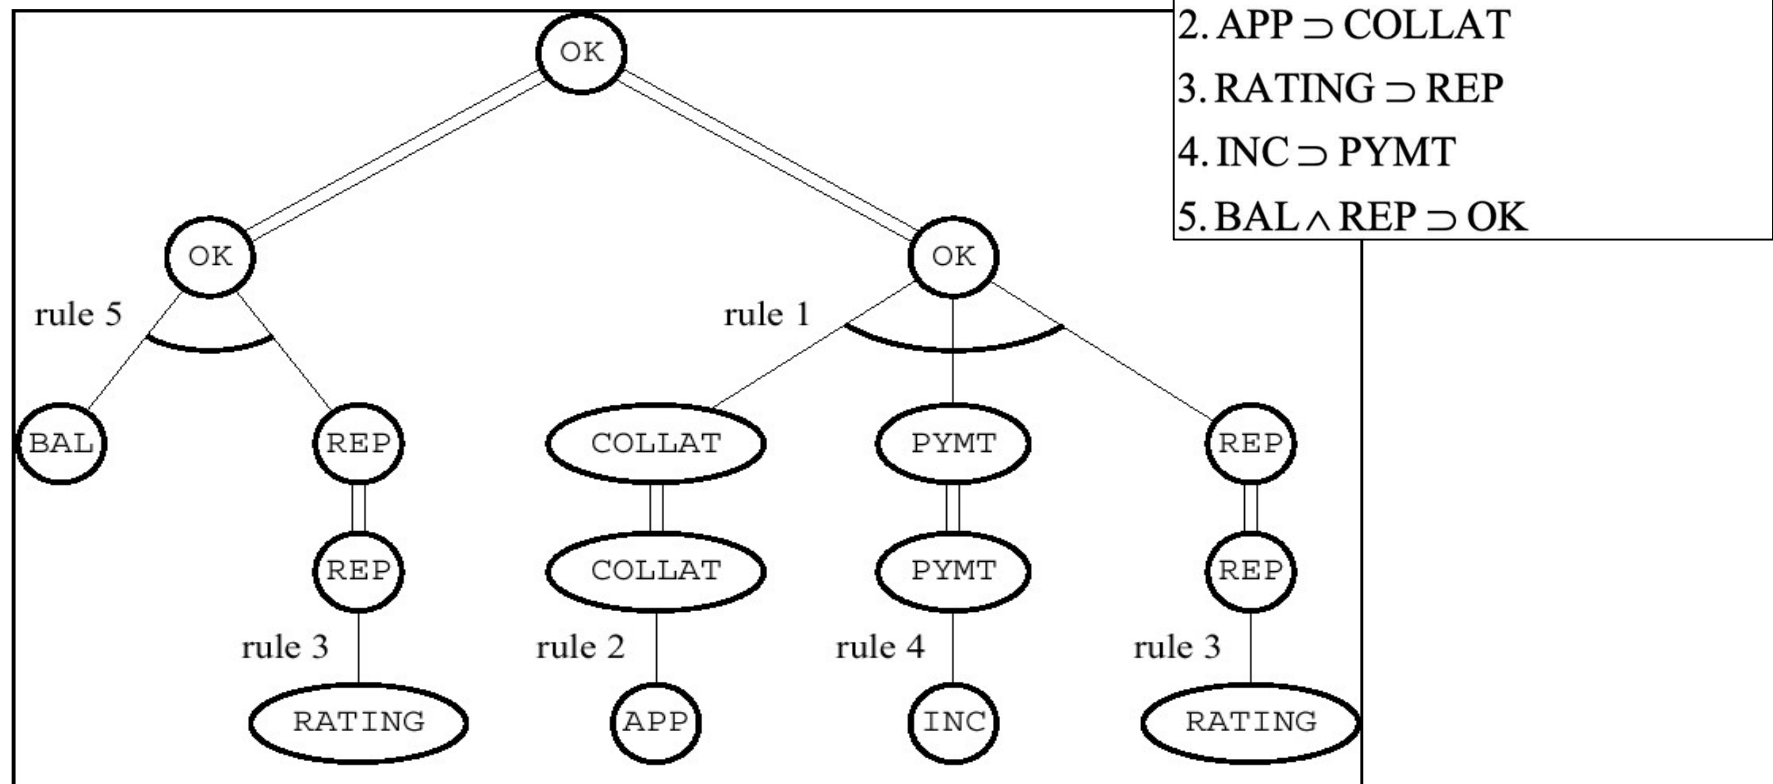 2. APP ⊃ COLLAT
3. RATING ⊃ REP
4. INC ⊃ PYMT
5. BAL ∧ REP ⊃ OK
OK
OK OK
rule 5 rule 1
BAL REP COLLAT PYMT REP
REP COLLAT PYMT REP
rule 3 rule 2 rule 4 rule 3
RATING APP INC RATING